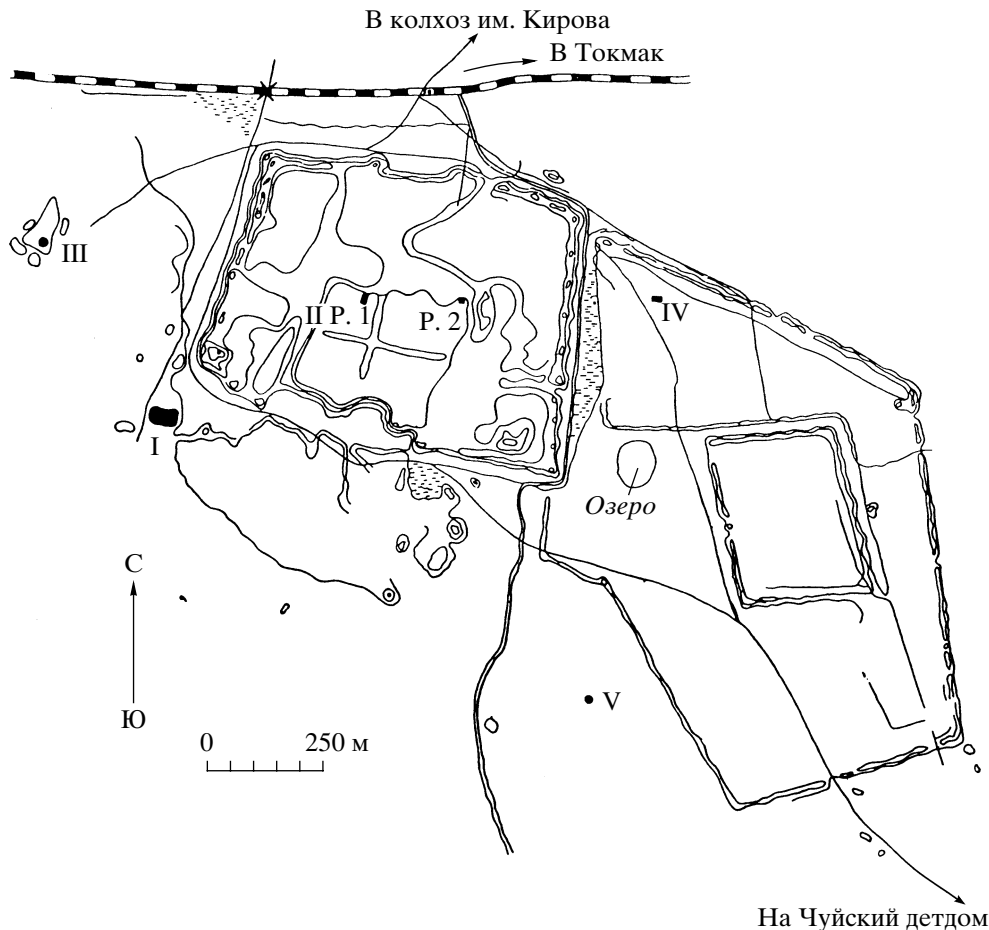 В колхоз им. Кирова
В Токмак
III
II Р. 1
Р. 2
IV
I
Озеро
С
Ю
V
0 250 м
На Чуйский детдом